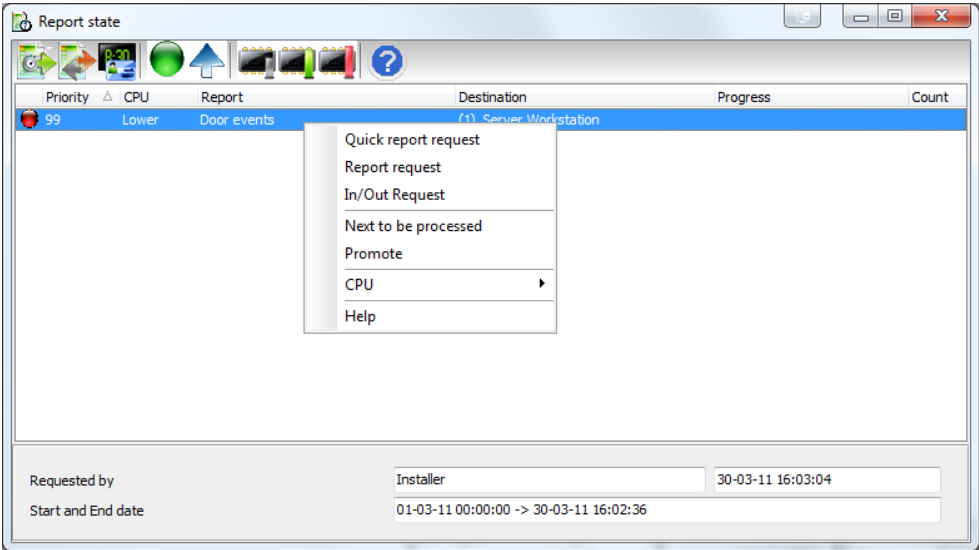 Report state
Priority CPU Report Destination Progress Count
99 Lower Door events (1) Server Workstation
Quick report request
Report request
In/Out Request
Next to be processed
Promote
CPU
Help
Requested by Installer 30-03-11 16:03:04
Start and End date 01-03-11 00:00:00 -> 30-03-11 16:02:36